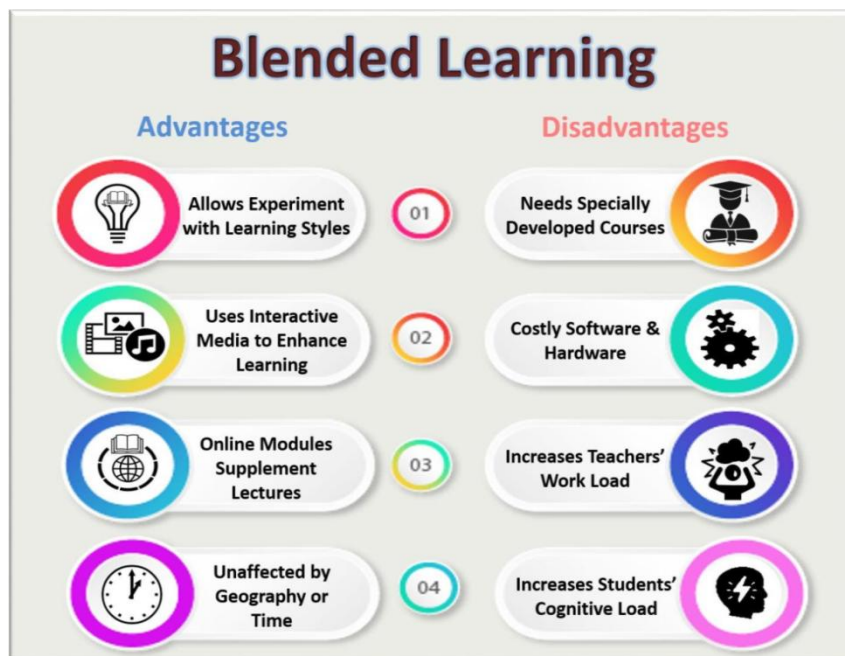 Blended Learning
Advantages
Disadvantages
Allows Experiment
with Learning Styles
01
Needs Specially
Developed Courses
Uses Interactive
Media to Enhance
Learning
02
Costly Software &
Hardware
Online Modules
Supplement
Lectures
03
Increases Teachers'
Work Load
Unaffected by
Geography or
Time
04
Increases Students'
Cognitive Load